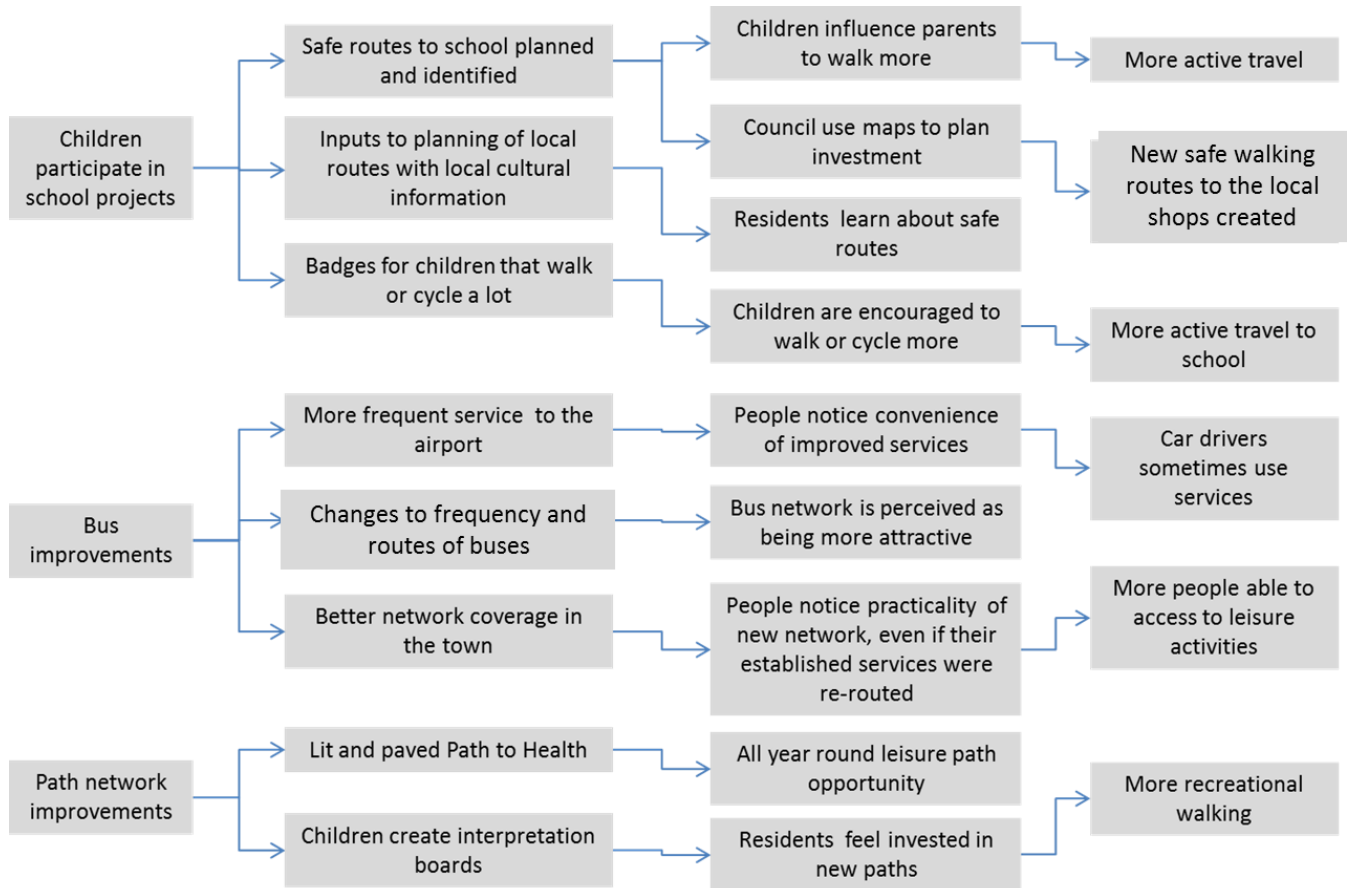 Children
participate in
school projects
Safe routes to school planned
and identified
Inputs to planning of local
routes with local cultural
information
Badges for children that walk
or cycle a lot
Children influence parents
to walk more
Council use maps to plan
investment
Residents learn about safe
routes
Children are encouraged to
walk or cycle more
More active travel
New safe walking
routes to the local
shops created
More active travel to
school
Bus
improvements
More frequent service to the
airport
Changes to frequency and
routes of buses
Better network coverage in
the town
People notice convenience
of improved services
Bus network is perceived as
being more attractive
People notice practicality of
new network, even if their
established services were
re-routed
Car drivers
sometimes use
services
More people able to
access to leisure
activities
Path network
improvements
Lit and paved Path to Health
Children create interpretation
boards
All year round leisure path
opportunity
Residents feel invested in
new paths
More recreational
walking